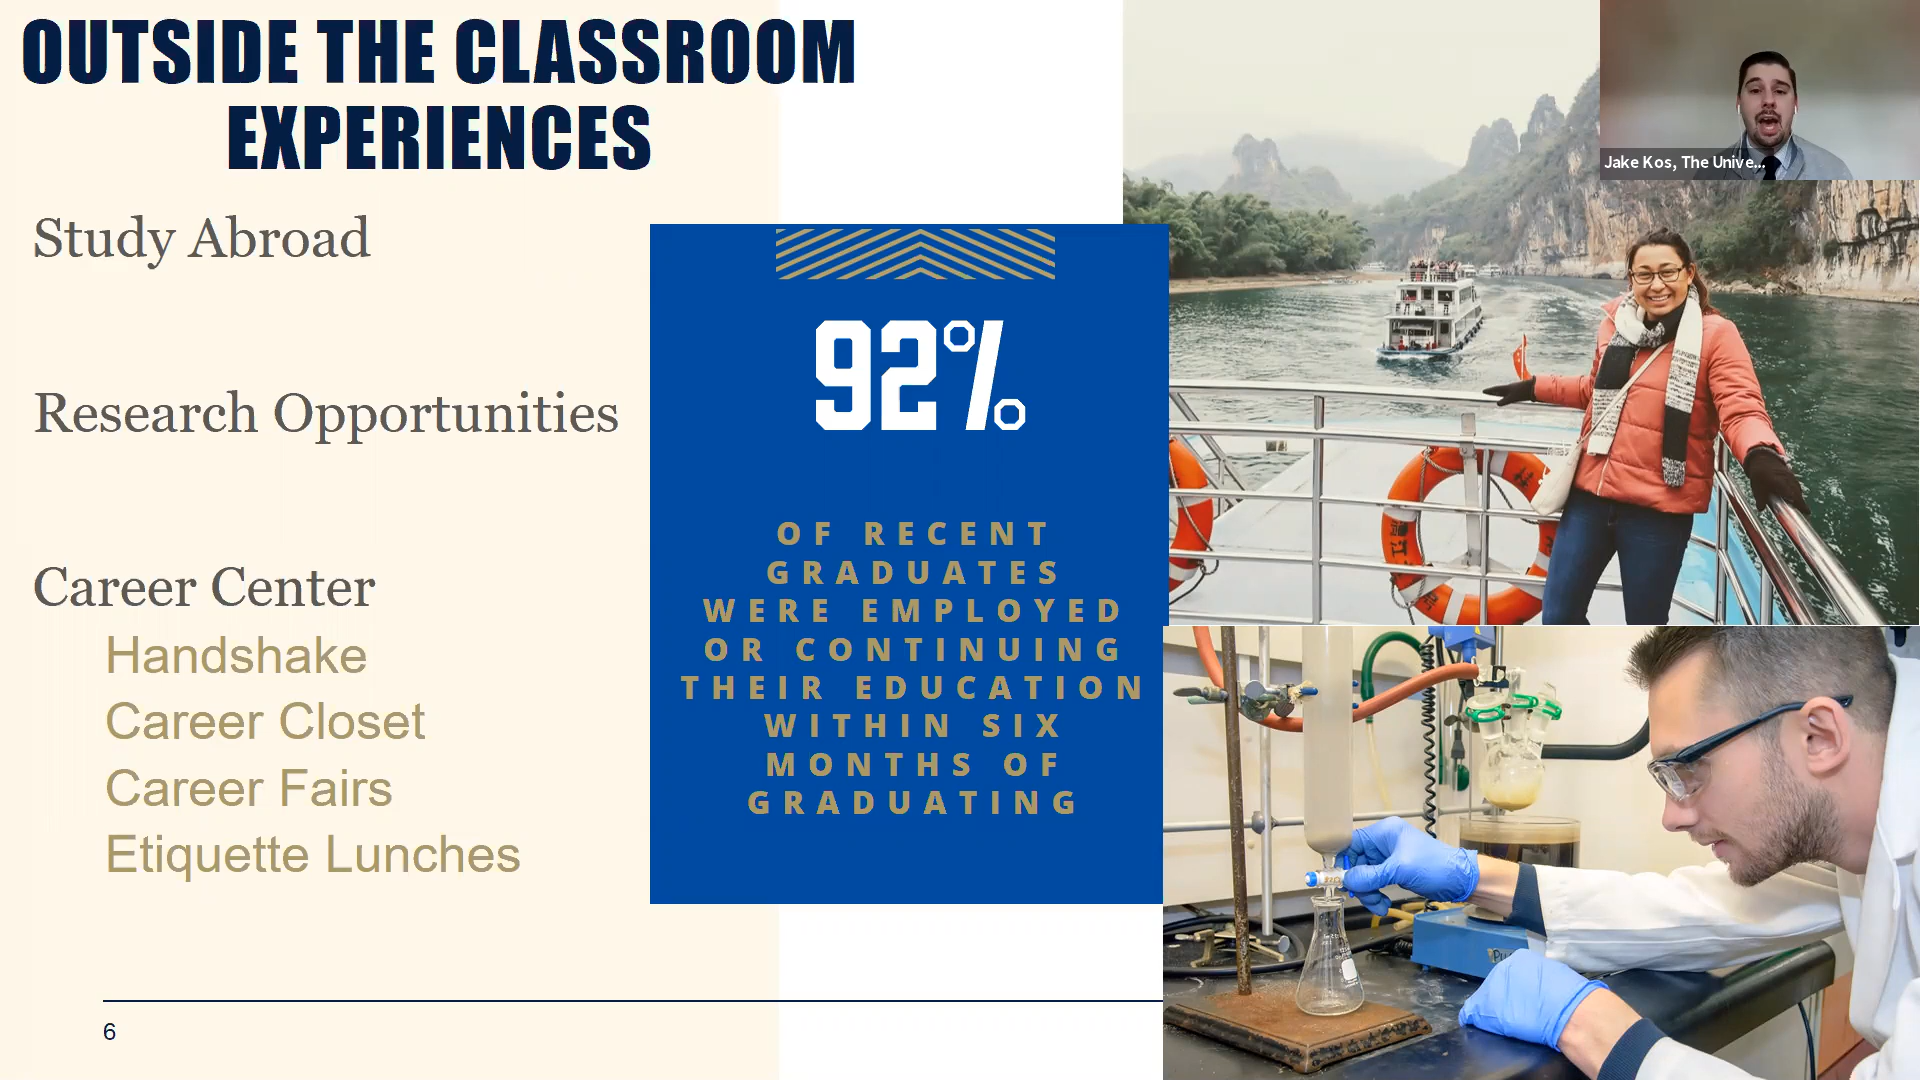 OUTSIDE THE CLASSROOM
EXPERIENCES
Study Abroad
Research Opportunities
Career Center
Handshake
Career Closet
Career Fairs
Etiquette Lunches
92%
OF RECENT
GRADUATES
WERE EMPLOYED
OR CONTINUING
THEIR EDUCATION
WITHIN SIX
MONTHS OF
GRADUATING
Jake Kos, The Unive...
6